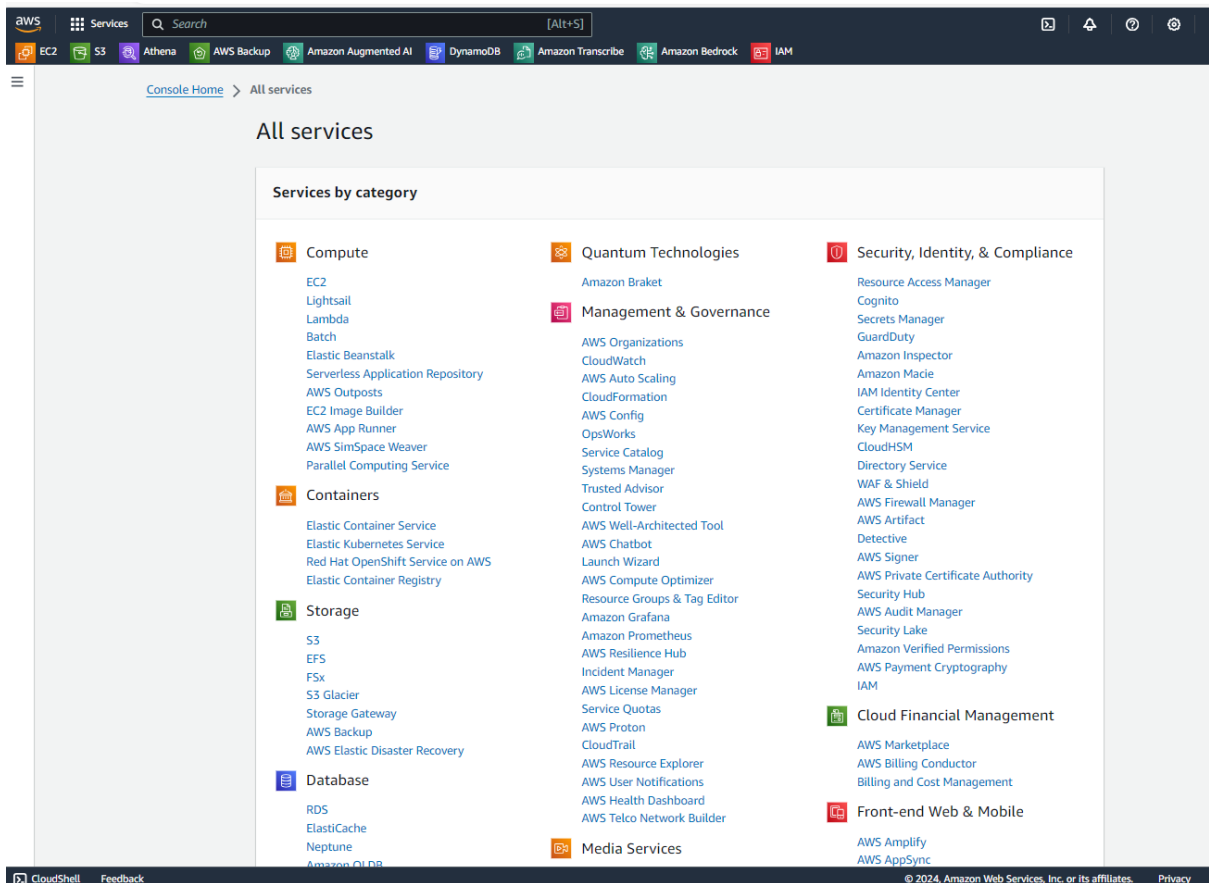 aws Services Search [Alt+S]
EC2 S3 Athena AWS Backup Amazon Augmented AI DynamoDB Amazon Transcribe Amazon Bedrock IAM
Console Home > All services
All services
Services by category
Compute
EC2
Lightsail
Lambda
Batch
Elastic Beanstalk
Serverless Application Repository
AWS Outposts
EC2 Image Builder
AWS App Runner
AWS SimSpace Weaver
Parallel Computing Service
Containers
Elastic Container Service
Elastic Kubernetes Service
Red Hat OpenShift Service on AWS
Elastic Container Registry
Storage
S3
EFS
FSx
S3 Glacier
Storage Gateway
AWS Backup
AWS Elastic Disaster Recovery
Database
RDS
ElastiCache
Neptune
Amazon QLDB
Quantum Technologies
Amazon Braket
Management & Governance
AWS Organizations
CloudWatch
AWS Auto Scaling
CloudFormation
AWS Config
OpsWorks
Service Catalog
Systems Manager
Trusted Advisor
Control Tower
AWS Well-Architected Tool
AWS Chatbot
Launch Wizard
AWS Compute Optimizer
Resource Groups & Tag Editor
Amazon Grafana
Amazon Prometheus
AWS Resilience Hub
Incident Manager
AWS License Manager
Service Quotas
AWS Proton
CloudTrail
AWS Resource Explorer
AWS User Notifications
AWS Health Dashboard
AWS Telco Network Builder
Media Services
Security, Identity, & Compliance
Resource Access Manager
Cognito
Secrets Manager
GuardDuty
Amazon Inspector
Amazon Macie
IAM Identity Center
Certificate Manager
Key Management Service
CloudHSM
Directory Service
WAF & Shield
AWS Firewall Manager
AWS Artifact
Detective
AWS Signer
AWS Private Certificate Authority
Security Hub
AWS Audit Manager
Security Lake
Amazon Verified Permissions
AWS Payment Cryptography
IAM
Cloud Financial Management
AWS Marketplace
AWS Billing Conductor
Billing and Cost Management
Front-end Web & Mobile
AWS Amplify
AWS AppSync
CloudShell Feedback © 2024, Amazon Web Services, Inc. or its affiliates. Privacy